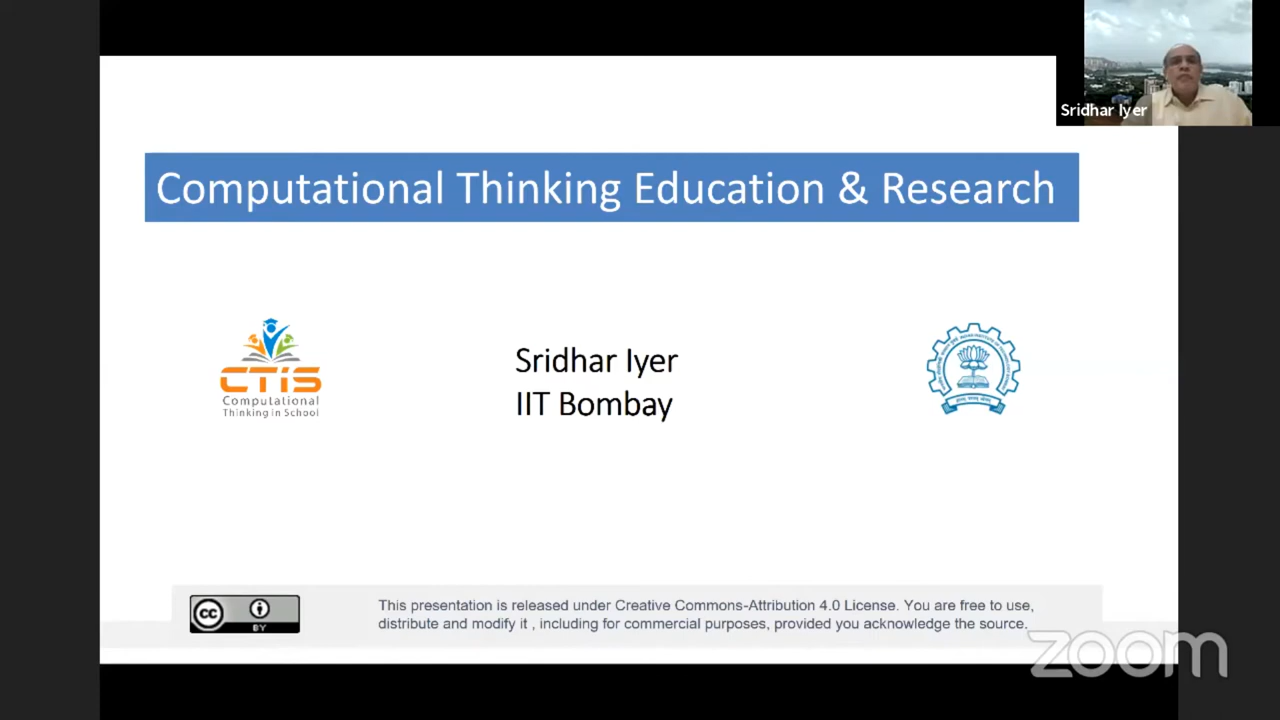 Sridhar Iyer
Computational Thinking Education & Research
CTiS
Computational
Thinking in School
Sridhar Iyer
IIT Bombay
cc
BY
This presentation is released under Creative Commons-Attribution 4.0 License. You are free to use,
distribute and modify it , including for commercial purposes, provided you acknowledge the source.
zoom